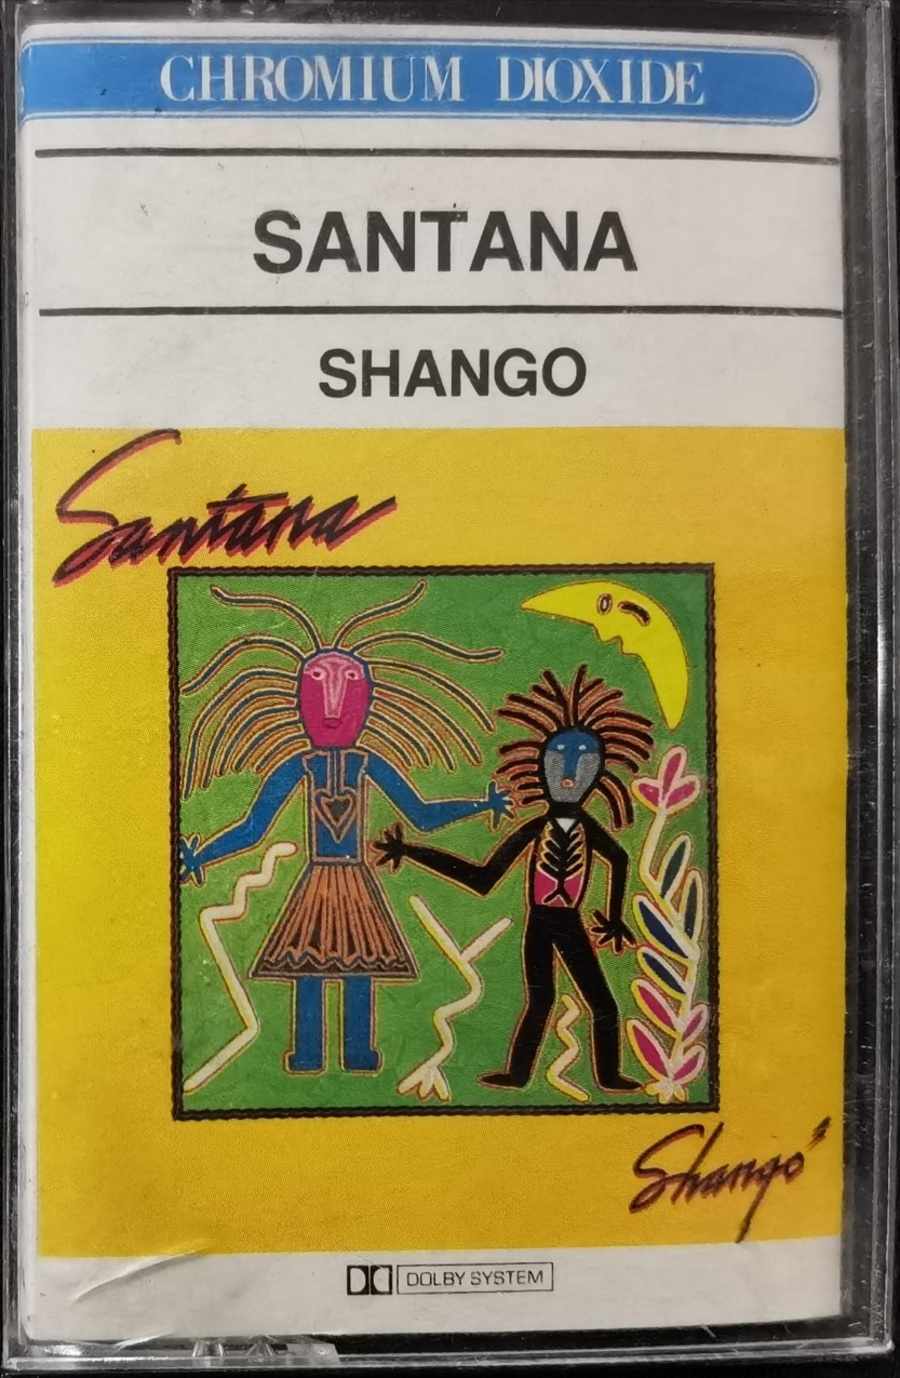 CHROMIUM DIOXIDE
SANTANA
SHANGO
Santana
Shangó
DOLBY SYSTEM